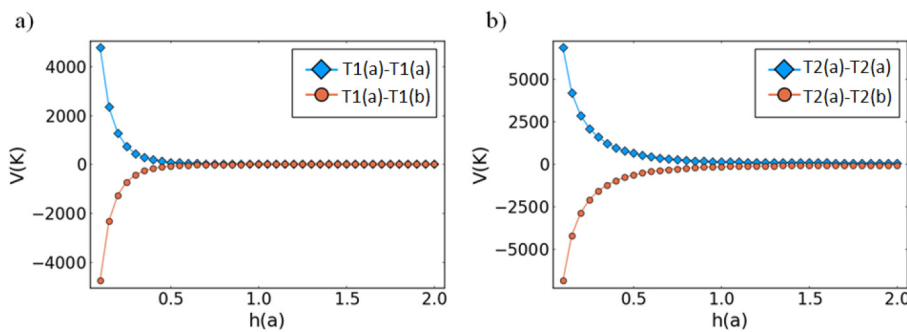 a)
4000
2000
0
−2000
−4000
V(K)
T1(a)-T1(a)
T1(a)-T1(b)
0.5
1.0
1.5
2.0
h(a)
b)
5000
2500
0
−2500
−5000
V(K)
T2(a)-T2(a)
T2(a)-T2(b)
0.5
1.0
1.5
2.0
h(a)